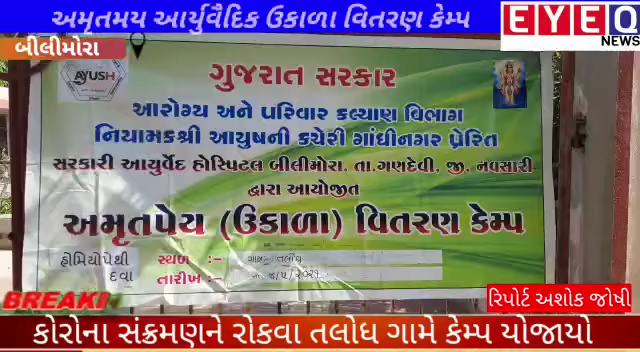 અમૃતમય આર્યુવૈદિક ઉકાળા વિતરણ કેમ્પ
EYEQ
NEWS
બીલીમોરા
AYUSH
ગુજરાત સરકાર
આરોગ્ય અને પરિવાર કલ્યાણ વિભાગ
નિયામકશ્રી આયુષની કચેરી ગાંધીનગર પ્રેરિત
સરકારી આયુર્વેદ હોસ્પિટલ બીલીમોરા, તા.ગણદેવી, જી. નવસારી
દ્વારા આયોજીત
અમૃતપેય (ઉકાળા) વિતરણ કેમ્પ
હોમિયોપેથી સ્થળ :-
દવા તારીખ :-
BREAKI
રિપોર્ટ અશોક જોષી
કોરોના સંક્રમણને રોકવા તલોધ ગામે કેમ્પ યોજાયો